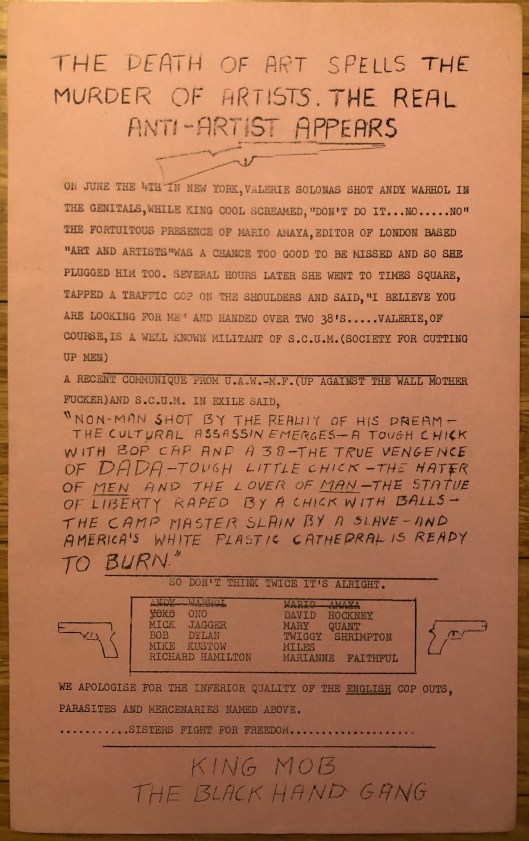 THE DEATH OF ART SPELLS THE
MURDER OF ARTISTS. THE REAL
ANTI-ARTIST APPEARS
ON JUNE THE 4TH IN NEW YORK, VALERIE SOLONAS SHOT ANDY WARHOL IN
THE GENITALS, WHILE KING COOL SCREAMED, "DON'T DO IT...NO.....NO"
THE FORTUITOUS PRESENCE OF MARIO AMAYA, EDITOR OF LONDON BASED
"ART AND ARTISTS" WAS A CHANCE TOO GOOD TO BE MISSED AND SO SHE
PLUGGED HIM TOO. SEVERAL HOURS LATER SHE WENT TO TIMES SQUARE,
TAPPED A TRAFFIC COP ON THE SHOULDERS AND SAID, "I BELIEVE YOU
ARE LOOKING FOR ME" AND HANDED OVER TWO 38'S.....VALERIE, OF
COURSE, IS A WELL KNOWN MILITANT OF S.C.U.M. (SOCIETY FOR CUTTING
UP MEN)
A RECENT COMMUNIQUE FROM U.A.W.-M.F. (UP AGAINST THE WALL MOTHER
FUCKER) AND S.C.U.M. IN EXILE SAID,
"NON-MAN SHOT BY THE REALITY OF HIS DREAM-
THE CULTURAL ASSASSIN EMERGES-A TOUGH CHICK
WITH BOP CAP AND A 38-THE TRUE VENGENCE
OF DADA-TOUGH LITTLE CHICK-THE HATER
OF MEN AND THE LOVER OF MAN-THE STATUE
OF LIBERTY RAPED BY A CHICK WITH BALLS-
THE CAMP MASTER SLAIN BY A SLAVE-AND
AMERICA'S WHITE PLASTIC CATHEDRAL IS READY
TO BURN."
SO DON'T THINK TWICE IT'S ALRIGHT.
ANDY WARHOL MARIO AMAYA
YOKO ONO DAVID HOCKNEY
MICK JAGGER MARY QUANT
BOB DYLAN TWIGGY SHRIMPTON
MIKE KUSTOW MILES
RICHARD HAMILTON MARIANNE FAITHFUL
WE APOLOGISE FOR THE INFERIOR QUALITY OF THE ENGLISH COP OUTS,
PARASITES AND MERCENARIES NAMED ABOVE.
...........SISTERS FIGHT FOR FREEDOM....................
KING MOB
THE BLACK HAND GANG